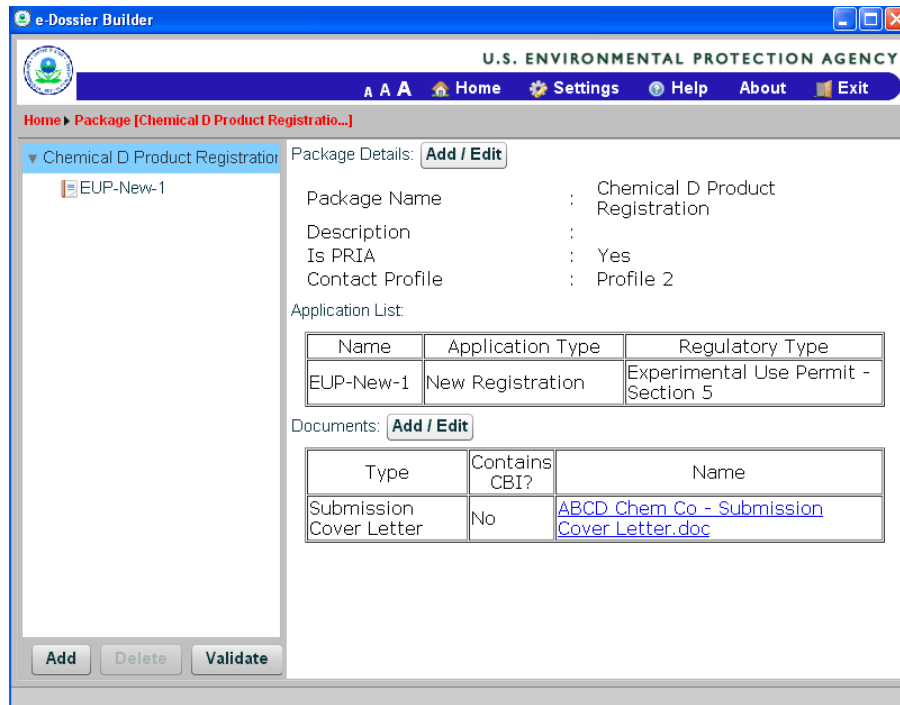 e-Dossier Builder
U.S. ENVIRONMENTAL PROTECTION AGENCY
A A A Home Settings Help About Exit
Home ▸ Package [Chemical D Product Registratio...]
Chemical D Product Registration
EUP-New-1
Package Details: Add / Edit
Package Name : Chemical D Product
Registration
Description :
Is PRIA : Yes
Contact Profile : Profile 2
Application List:
Name Application Type Regulatory Type
EUP-New-1 New Registration Experimental Use Permit -
Section 5
Documents: Add / Edit
Type Contains
CBI? Name
Submission
Cover Letter No ABCD Chem Co - Submission
Cover Letter.doc
Add Delete Validate